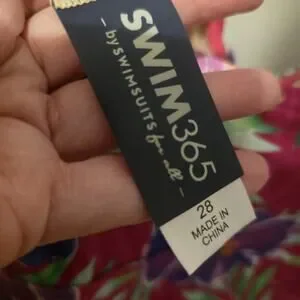 SWIM365
- by SWIMSUITS for all -
28
MADE IN
CHINA